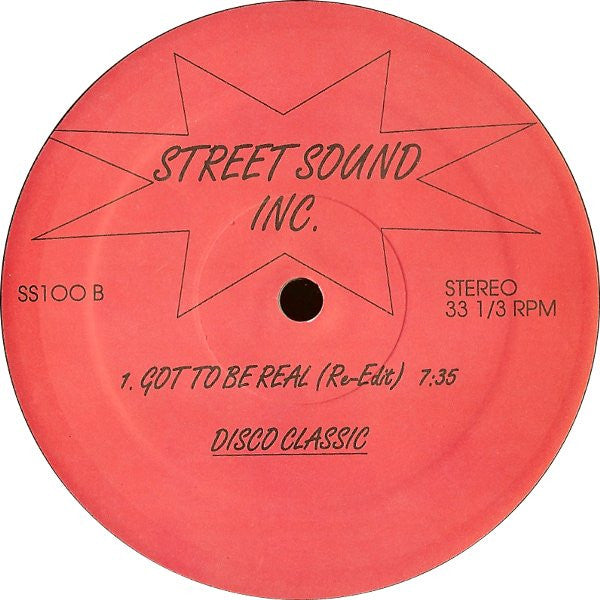 STREET SOUND
INC.
SS100 B
STEREO
33 1/3 RPM
1. GOT TO BE REAL (Re-Edit) 7:35
DISCO CLASSIC